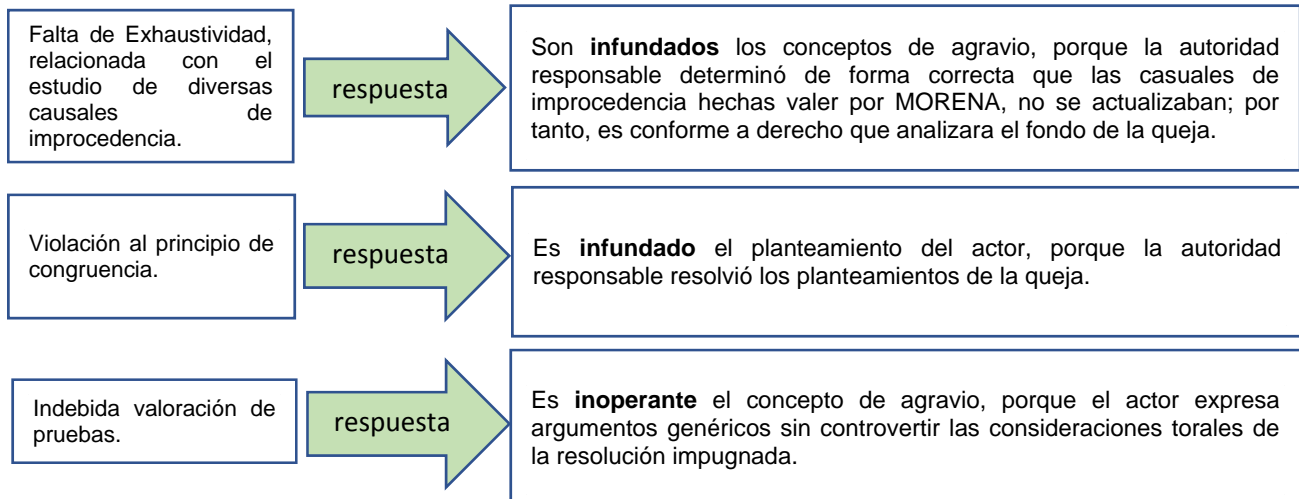 Falta de Exhaustividad,
relacionada con el
estudio de diversas
causales de
improcedencia.
respuesta
Son infundados los conceptos de agravio, porque la autoridad
responsable determinó de forma correcta que las casuales de
improcedencia hechas valer por MORENA, no se actualizaban; por
tanto, es conforme a derecho que analizara el fondo de la queja.
Violación al principio de
congruencia.
respuesta
Es infundado el planteamiento del actor, porque la autoridad
responsable resolvió los planteamientos de la queja.
Indebida valoración de
pruebas.
respuesta
Es inoperante el concepto de agravio, porque el actor expresa
argumentos genéricos sin controvertir las consideraciones torales de
la resolución impugnada.